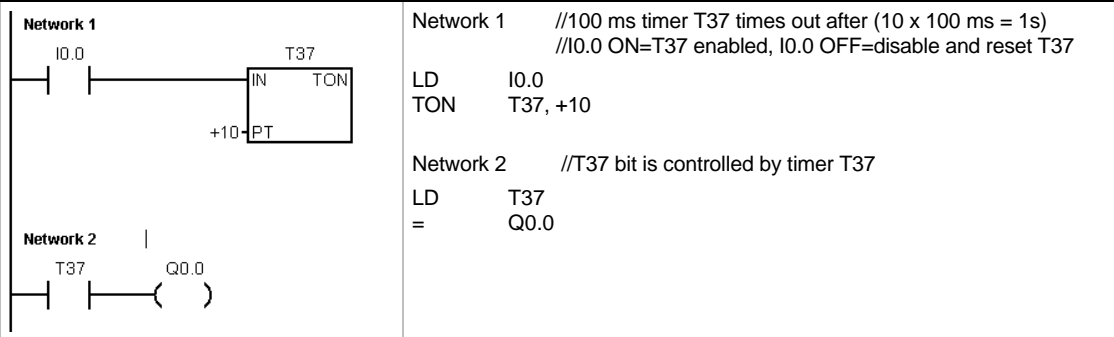 Network 1
I0.0
T37
IN TON
+10 PT
Network 2
T37 Q0.0
Network 1 //100 ms timer T37 times out after (10 x 100 ms = 1s)
//I0.0 ON=T37 enabled, I0.0 OFF=disable and reset T37
LD I0.0
TON T37, +10
Network 2 //T37 bit is controlled by timer T37
LD T37
= Q0.0